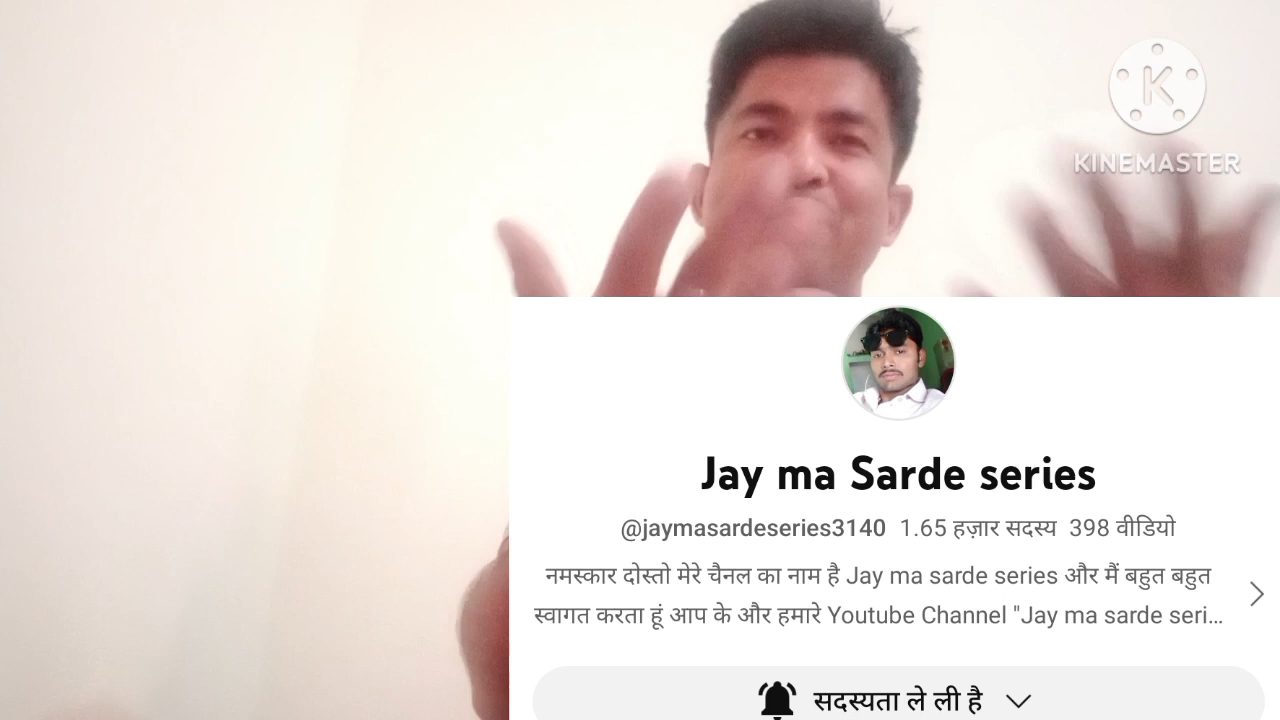 K
KINEMASTER
Jay ma Sarde series
@jaymasardeseries3140 1.65 हज़ार सदस्य 398 वीडियो
नमस्कार दोस्तो मेरे चैनल का नाम है Jay ma sarde series और मैं बहुत बहुत
स्वागत करता हूं आप के और हमारे Youtube Channel "Jay ma sarde seri...
सदस्यता ले ली है